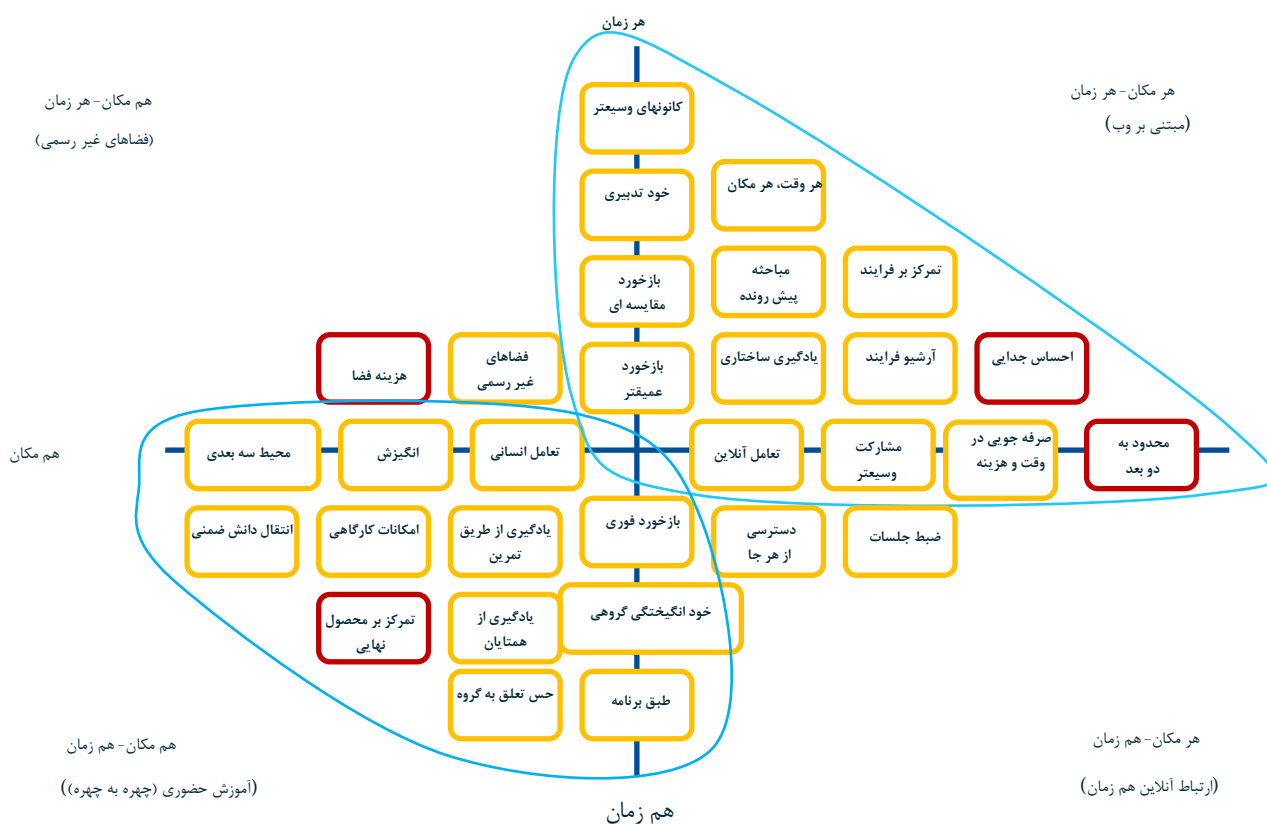 هر زمان
هر مکان- هر زمان
(مبتنی بر وب)
هم مکان- هر زمان
(فضاهای غیر رسمی)
کانونهای وسیعتر
هر وقت، هر مکان
خود تدبیری
تمرکز بر فرایند
مباحثه
پیش رونده
بازخورد
مقایسه ای
احساس جدایی
آرشیو فرایند
یادگیری ساختاری
بازخورد
عمیقتر
فضاهای
غیر رسمی
هزینه فضا
محدود به
دو بعد
صرفه جویی در
وقت و هزینه
مشارکت
وسیعتر
تعامل آنلاین
تعامل انسانی
انگیزش
محیط سه بعدی
هم مکان
ضبط جلسات
دسترسی
از هر جا
بازخورد فوری
یادگیری از طریق
تمرین
امکانات کارگاهی
انتقال دانش ضمنی
خود انگیختگی گروهی
یادگیری از
همتایان
تمرکز بر محصول
نهایی
طبق برنامه
حس تعلق به گروه
هر مکان- هم زمان
(ارتباط آنلاین هم زمان)
هم مکان- هم زمان
(آموزش حضوری (چهره به چهره))
هم زمان